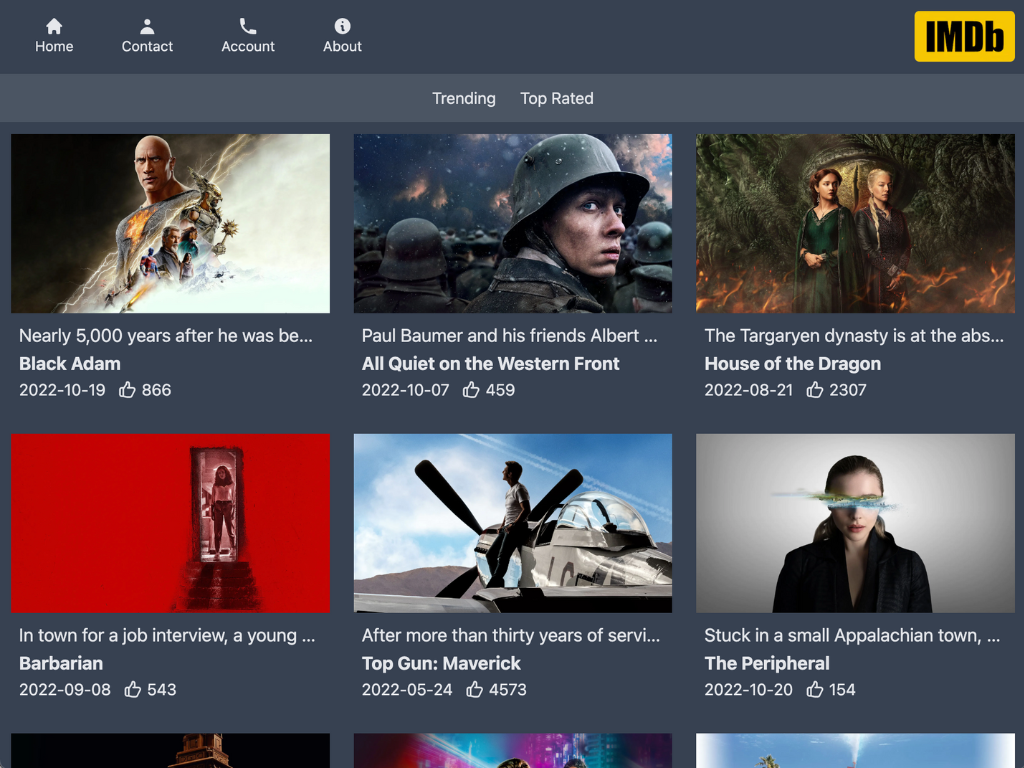 Home Contact Account About
IMDb
Trending Top Rated
Nearly 5,000 years after he was be...
Black Adam
2022-10-19 866
Paul Baumer and his friends Albert ...
All Quiet on the Western Front
2022-10-07 459
The Targaryen dynasty is at the abs...
House of the Dragon
2022-08-21 2307
In town for a job interview, a young ...
Barbarian
2022-09-08 543
After more than thirty years of servi...
Top Gun: Maverick
2022-05-24 4573
Stuck in a small Appalachian town, ...
The Peripheral
2022-10-20 154